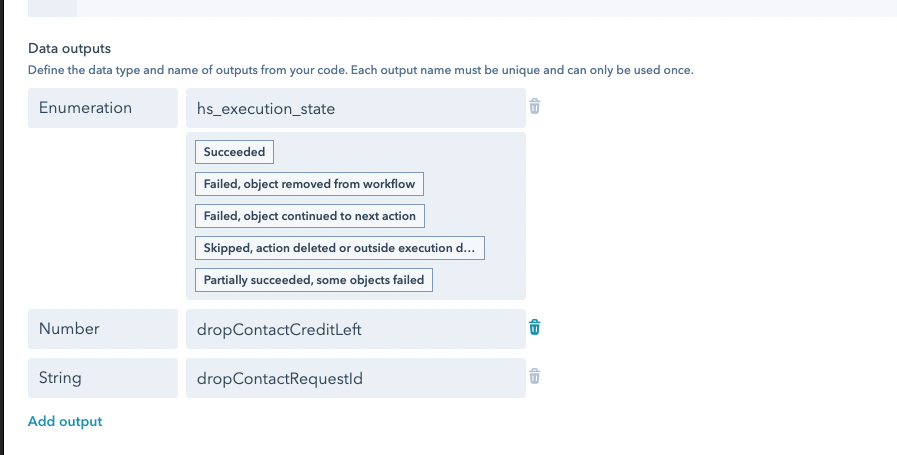 Data outputs
Define the data type and name of outputs from your code. Each output name must be unique and can only be used once.
Enumeration
hs_execution_state
Succeeded
Failed, object removed from workflow
Failed, object continued to next action
Skipped, action deleted or outside execution d...
Partially succeeded, some objects failed
Number
dropContactCreditLeft
String
dropContactRequestId
Add output